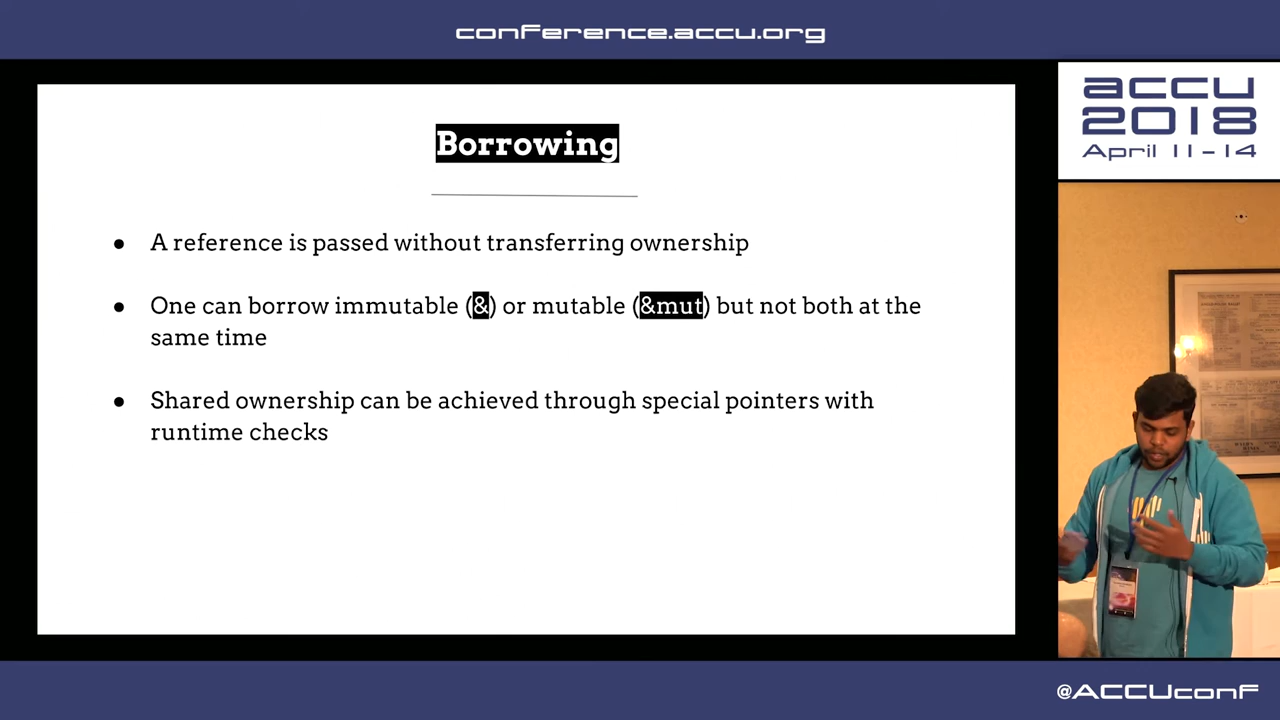 conference.accu.org
accu
2018
April 11-14
Borrowing
● A reference is passed without transferring ownership
● One can borrow immutable (&) or mutable (&mut) but not both at the
same time
● Shared ownership can be achieved through special pointers with
runtime checks
@ACCUconf